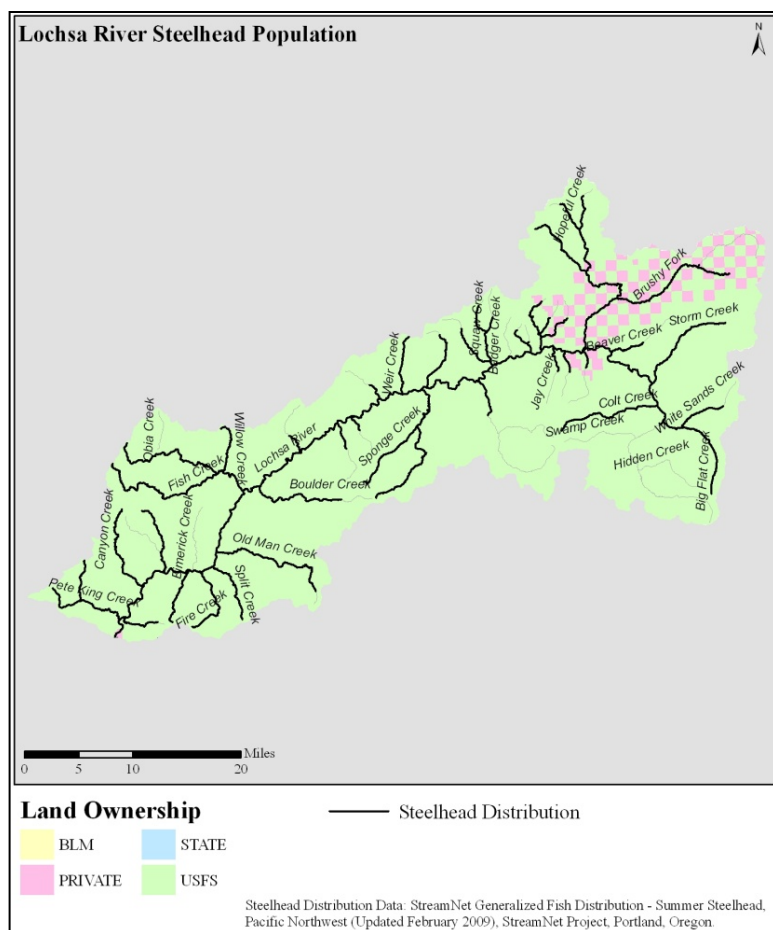 Lochsa River Steelhead Population
N
Hopeful Creek
Brushy Fork
Squaw Creek
Badger Creek
Beaver Creek
Storm Creek
Weir Creek
Jay Creek
Colt Creek
White Sands Creek
Swamp Creek
Obia Creek
Willow Creek
Lochsa River
Sponge Creek
Hidden Creek
Big Flat Creek
Fish Creek
Boulder Creek
Canyon Creek
Bimerick Creek
Old Man Creek
Pete King Creek
Fire Creek
Split Creek
Miles
0 5 10 20
Land Ownership
Steelhead Distribution
BLM STATE
PRIVATE USFS
Steelhead Distribution Data: StreamNet Generalized Fish Distribution - Summer Steelhead,
Pacific Northwest (Updated February 2009), StreamNet Project, Portland, Oregon.